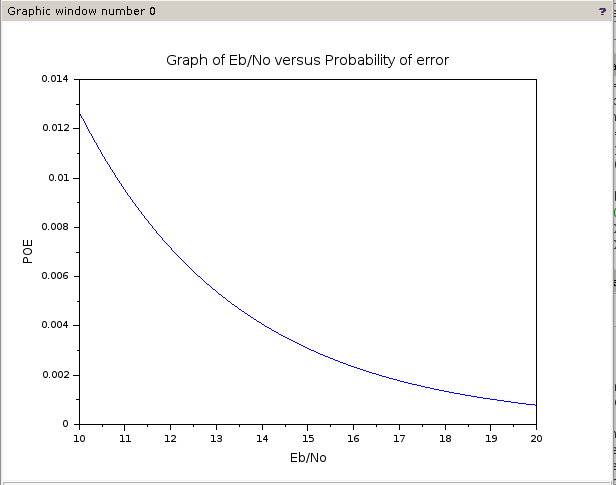 Graphic window number 0 ?
Graph of Eb/No versus Probability of error
0.014
0.012
0.01
0.008
0.006
0.004
0.002
0
POE
10 11 12 13 14 15 16 17 18 19 20
Eb/No